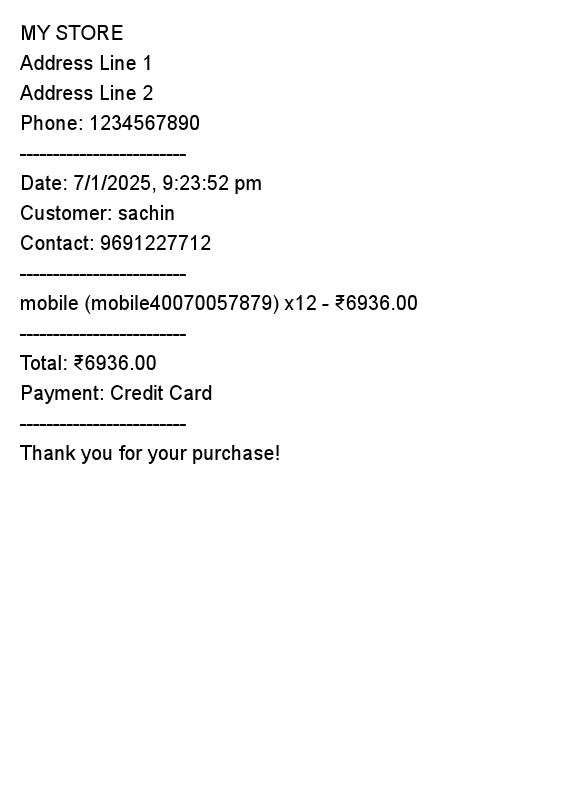 MY STORE
Address Line 1
Address Line 2
Phone: 1234567890
-------------------------
Date: 7/1/2025, 9:23:52 pm
Customer: sachin
Contact: 9691227712
-------------------------
mobile (mobile40070057879) x12 - ₹6936.00
-------------------------
Total: ₹6936.00
Payment: Credit Card
-------------------------
Thank you for your purchase!